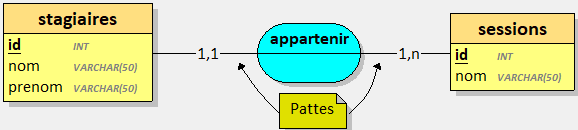 stagiaires
id INT
nom VARCHAR(50)
prenom VARCHAR(50)
1,1
appartenir
1,n
sessions
id INT
nom VARCHAR(50)
Pattes